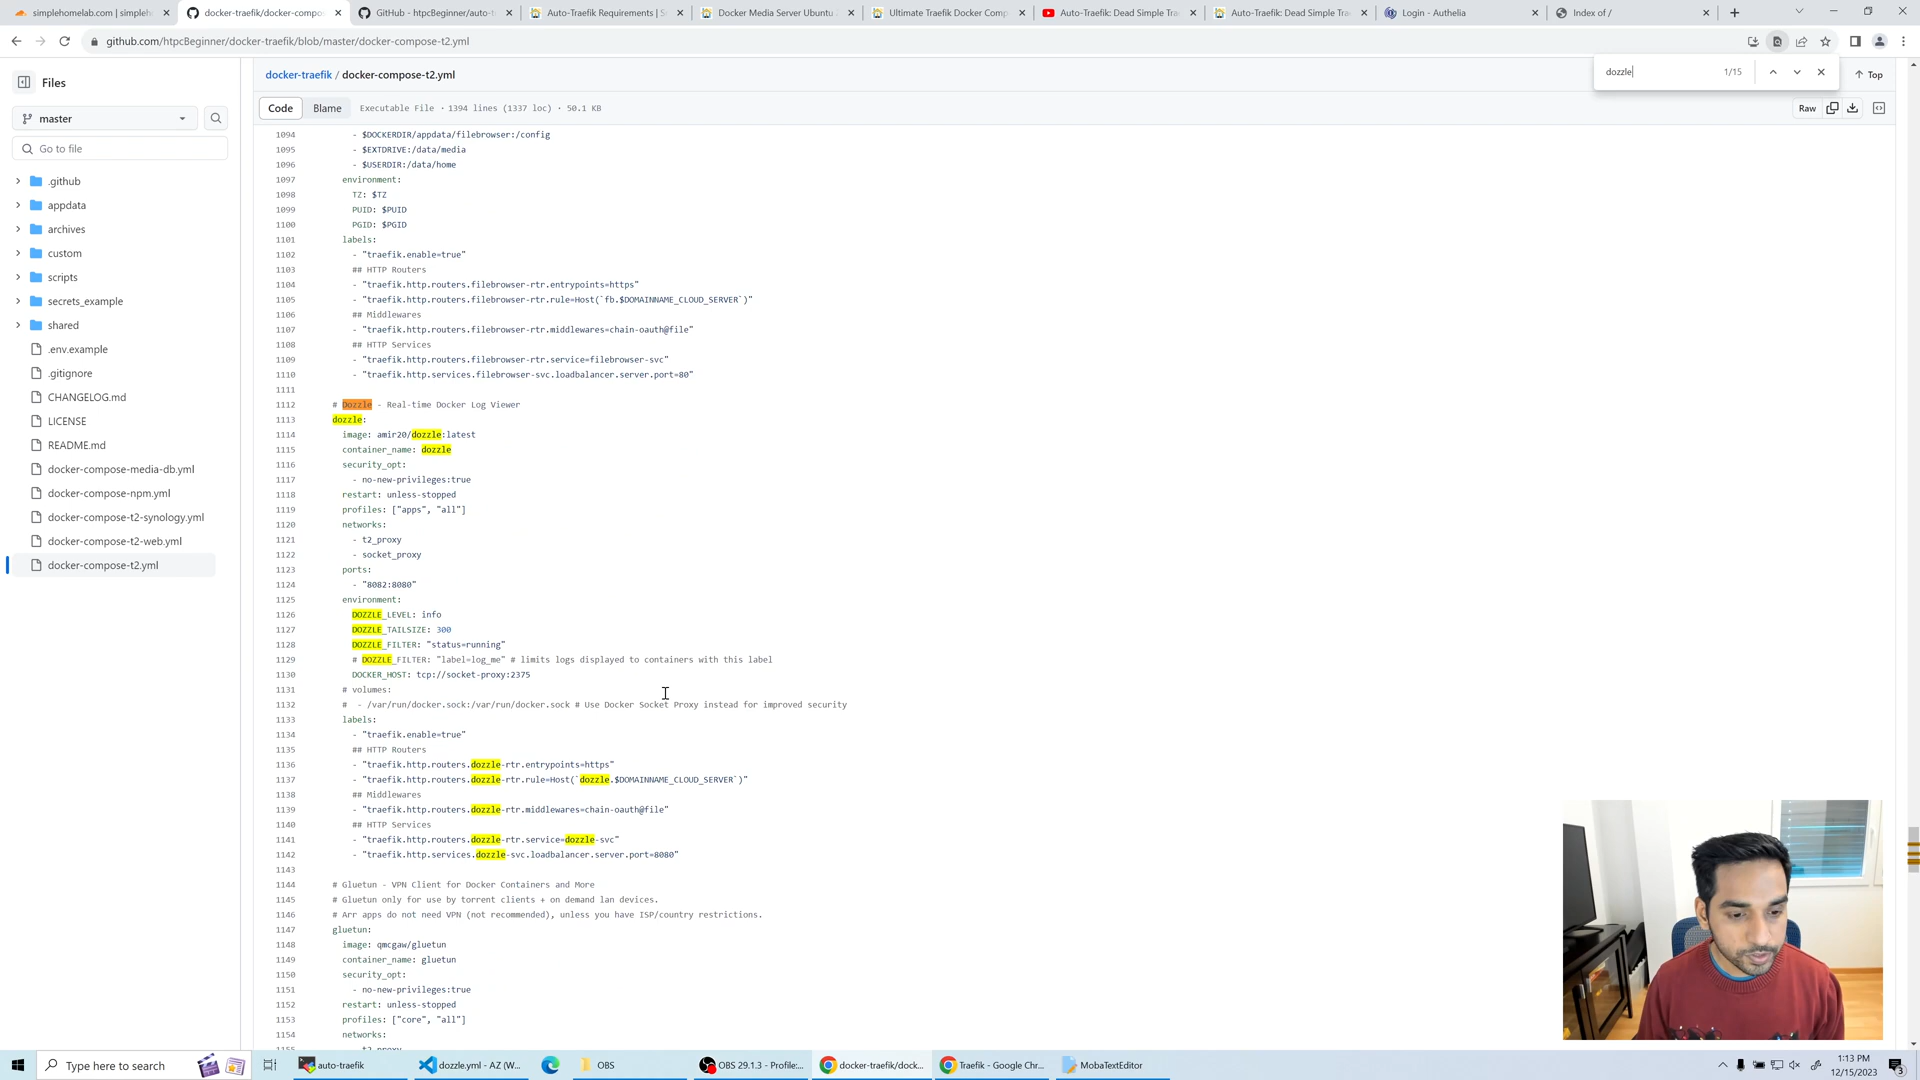 simplehomelab.com | simpleh
docker-traefik/docker-compo
GitHub - htpcBeginner/auto-t
Auto-Traefik Requirements | S
Docker Media Server Ubuntu
Ultimate Traefik Docker Comp
Auto-Traefik: Dead Simple Tra
Auto-Traefik: Dead Simple Tra
Login - Authelia
Index of /
github.com/htpcBeginner/docker-traefik/blob/master/docker-compose-t2.yml
dozzle
1/15
Files
master
Go to file
.github
appdata
archives
custom
scripts
secrets_example
shared
.env.example
.gitignore
CHANGELOG.md
LICENSE
README.md
docker-compose-media-db.yml
docker-compose-npm.yml
docker-compose-t2-synology.yml
docker-compose-t2-web.yml
docker-compose-t2.yml
docker-traefik / docker-compose-t2.yml
Top
Code Blame Executable File · 1394 lines (1337 loc) · 50.1 KB
Raw
1094 - $DOCKERDIR/appdata/filebrowser:/config
1095 - $EXTDRIVE:/data/media
1096 - $USERDIR:/data/home
1097 environment:
1098 TZ: $TZ
1099 PUID: $PUID
1100 PGID: $PGID
1101 labels:
1102 - "traefik.enable=true"
1103 ## HTTP Routers
1104 - "traefik.http.routers.filebrowser-rtr.entrypoints=https"
1105 - "traefik.http.routers.filebrowser-rtr.rule=Host(`fb.$DOMAINNAME_CLOUD_SERVER`)"
1106 ## Middlewares
1107 - "traefik.http.routers.filebrowser-rtr.middlewares=chain-oauth@file"
1108 ## HTTP Services
1109 - "traefik.http.routers.filebrowser-rtr.service=filebrowser-svc"
1110 - "traefik.http.services.filebrowser-svc.loadbalancer.server.port=80"
1111
1112 # Dozzle - Real-time Docker Log Viewer
1113 dozzle:
1114 image: amir20/dozzle:latest
1115 container_name: dozzle
1116 security_opt:
1117 - no-new-privileges:true
1118 restart: unless-stopped
1119 profiles: ["apps", "all"]
1120 networks:
1121 - t2_proxy
1122 - socket_proxy
1123 ports:
1124 - "8082:8080"
1125 environment:
1126 DOZZLE_LEVEL: info
1127 DOZZLE_TAILSIZE: 300
1128 DOZZLE_FILTER: "status=running"
1129 # DOZZLE_FILTER: "label=log_me" # limits logs displayed to containers with this label
1130 DOCKER_HOST: tcp://socket-proxy:2375
1131 # volumes:
1132 # - /var/run/docker.sock:/var/run/docker.sock # Use Docker Socket Proxy instead for improved security
1133 labels:
1134 - "traefik.enable=true"
1135 ## HTTP Routers
1136 - "traefik.http.routers.dozzle-rtr.entrypoints=https"
1137 - "traefik.http.routers.dozzle-rtr.rule=Host(`dozzle.$DOMAINNAME_CLOUD_SERVER`)"
1138 ## Middlewares
1139 - "traefik.http.routers.dozzle-rtr.middlewares=chain-oauth@file"
1140 ## HTTP Services
1141 - "traefik.http.routers.dozzle-rtr.service=dozzle-svc"
1142 - "traefik.http.services.dozzle-svc.loadbalancer.server.port=8080"
1143
1144 # Gluetun - VPN Client for Docker Containers and More
1145 # Gluetun only for use by torrent clients + on demand lan devices.
1146 # Arr apps do not need VPN (not recommended), unless you have ISP/country restrictions.
1147 gluetun:
1148 image: qmcgaw/gluetun
1149 container_name: gluetun
1150 security_opt:
1151 - no-new-privileges:true
1152 restart: unless-stopped
1153 profiles: ["core", "all"]
1154 networks:
Type here to search
auto-traefik
dozzle.yml - AZ (W...
OBS
OBS 29.1.3 - Profile:...
docker-traefik/dock...
Traefik - Google Chr...
MobaTextEditor
1:13 PM
12/15/2023
3